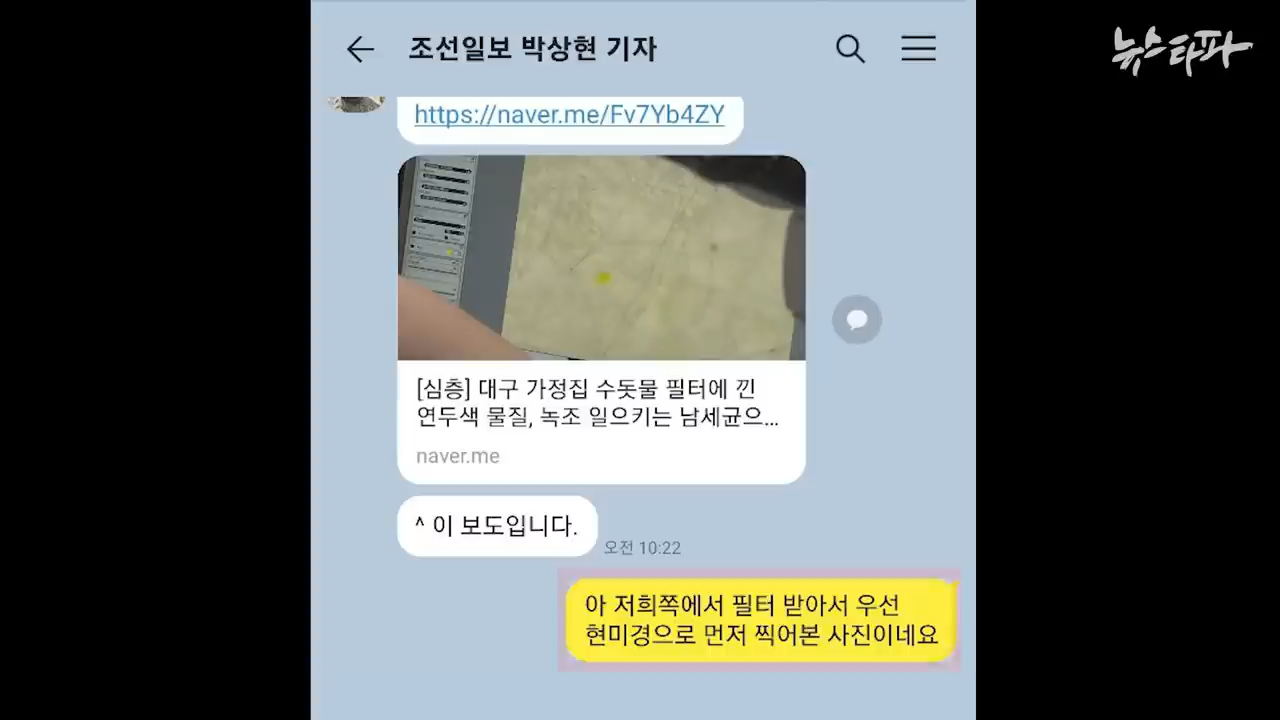 조선일보 박상현 기자
뉴스타파
https://naver.me/Fv7Yb4ZY
[심층] 대구 가정집 수돗물 필터에 낀
연두색 물질, 녹조 일으키는 남세균으...
naver.me
^ 이 보도입니다.
오전 10:22
아 저희쪽에서 필터 받아서 우선
현미경으로 먼저 찍어본 사진이네요